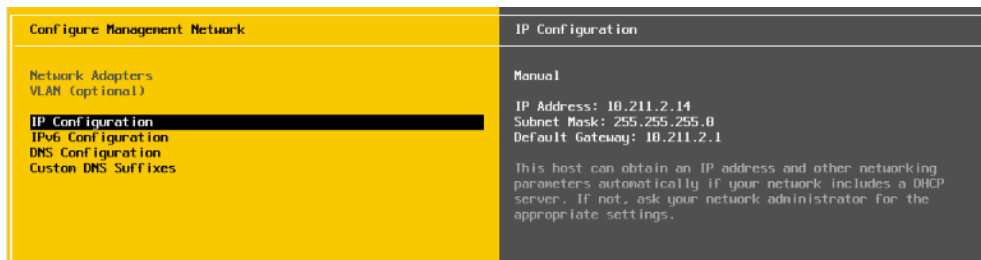 Configure Management Network
Network Adapters
VLAN (optional)
IP Configuration
IPv6 Configuration
DNS Configuration
Custom DNS Suffixes
IP Configuration
Manual
IP Address: 10.211.2.14
Subnet Mask: 255.255.255.0
Default Gateway: 10.211.2.1
This host can obtain an IP address and other networking
parameters automatically if your network includes a DHCP
server. If not, ask your network administrator for the
appropriate settings.